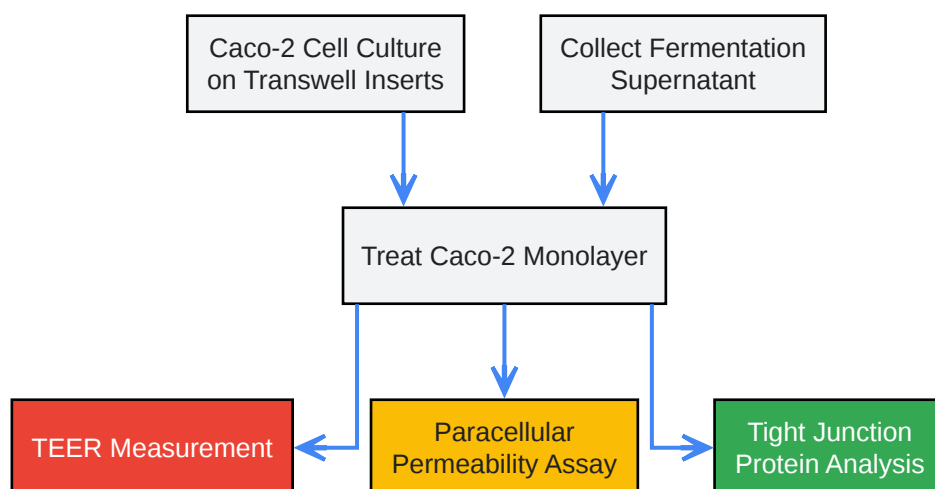 Caco-2 Cell Culture
on Transwell Inserts
Collect Fermentation
Supernatant
Treat Caco-2 Monolayer
TEER Measurement
Paracellular
Permeability Assay
Tight Junction
Protein Analysis